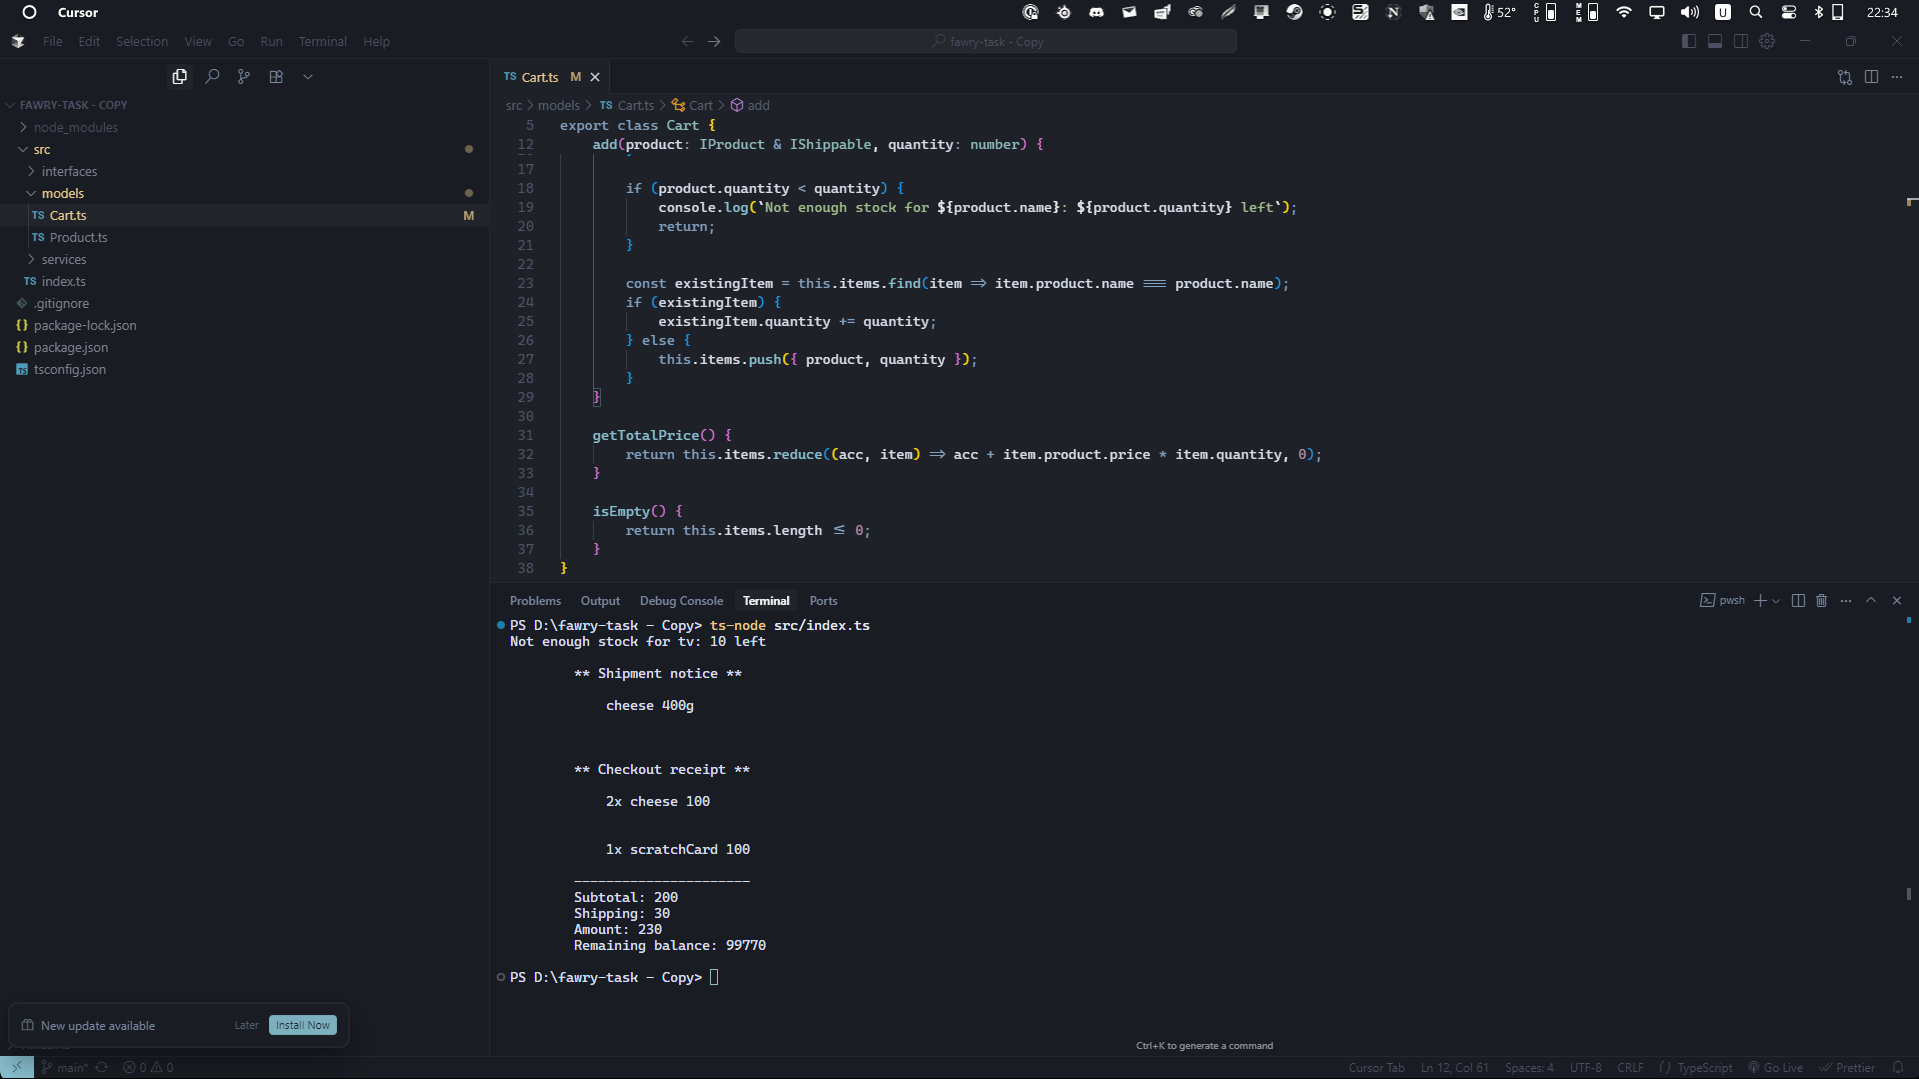 Cursor
52°
CPU
MEM
U
22:34
File Edit Selection View Go Run Terminal Help
fawry-task - Copy
FAWRY-TASK - COPY
node_modules
src
interfaces
models
TS Cart.ts M
TS Product.ts
services
TS index.ts
.gitignore
{} package-lock.json
{} package.json
TS tsconfig.json
TS Cart.ts M
src > models > TS Cart.ts > Cart > add
5 export class Cart {
12 add(product: IProduct & IShippable, quantity: number) {
17
18 if (product.quantity < quantity) {
19 console.log(`Not enough stock for ${product.name}: ${product.quantity} left`);
20 return;
21 }
22
23 const existingItem = this.items.find(item => item.product.name === product.name);
24 if (existingItem) {
25 existingItem.quantity += quantity;
26 } else {
27 this.items.push({ product, quantity });
28 }
29 }
30
31 getTotalPrice() {
32 return this.items.reduce((acc, item) => acc + item.product.price * item.quantity, 0);
33 }
34
35 isEmpty() {
36 return this.items.length <= 0;
37 }
38 }
Problems Output Debug Console Terminal Ports
pwsh
PS D:\fawry-task - Copy> ts-node src/index.ts
Not enough stock for tv: 10 left
** Shipment notice **
cheese 400g
** Checkout receipt **
2x cheese 100
1x scratchCard 100
----------------------
Subtotal: 200
Shipping: 30
Amount: 230
Remaining balance: 99770
PS D:\fawry-task - Copy>
New update available Later Install Now
Ctrl+K to generate a command
main* 0 0
Cursor Tab Ln 12, Col 61 Spaces: 4 UTF-8 CRLF {} TypeScript Go Live Prettier